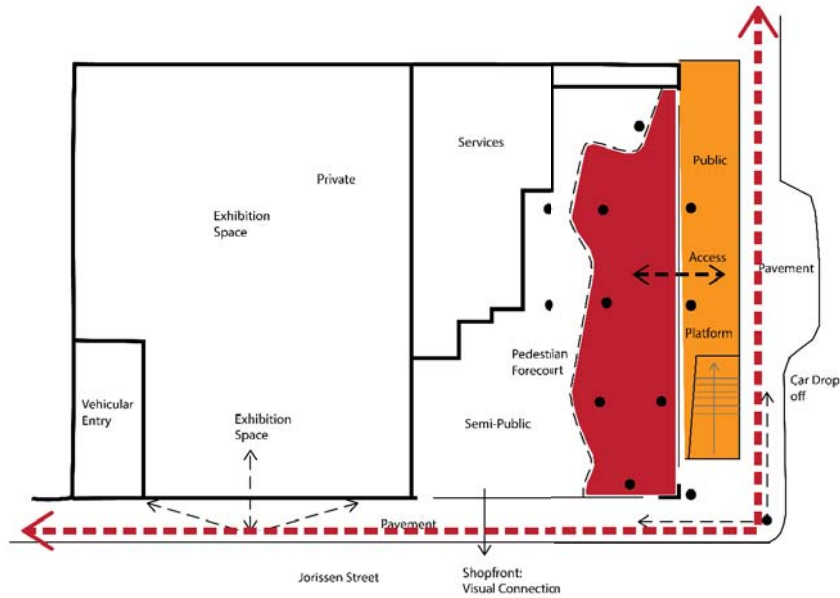 Services
Public
Private
Exhibition
Space
Access
Pavement
Platform
Pedestian
Forecourt
Car Drop
off
Vehicular
Entry
Exhibition
Space
Semi-Public
Pavement
Jorissen Street
Shopfront:
Visual Connection